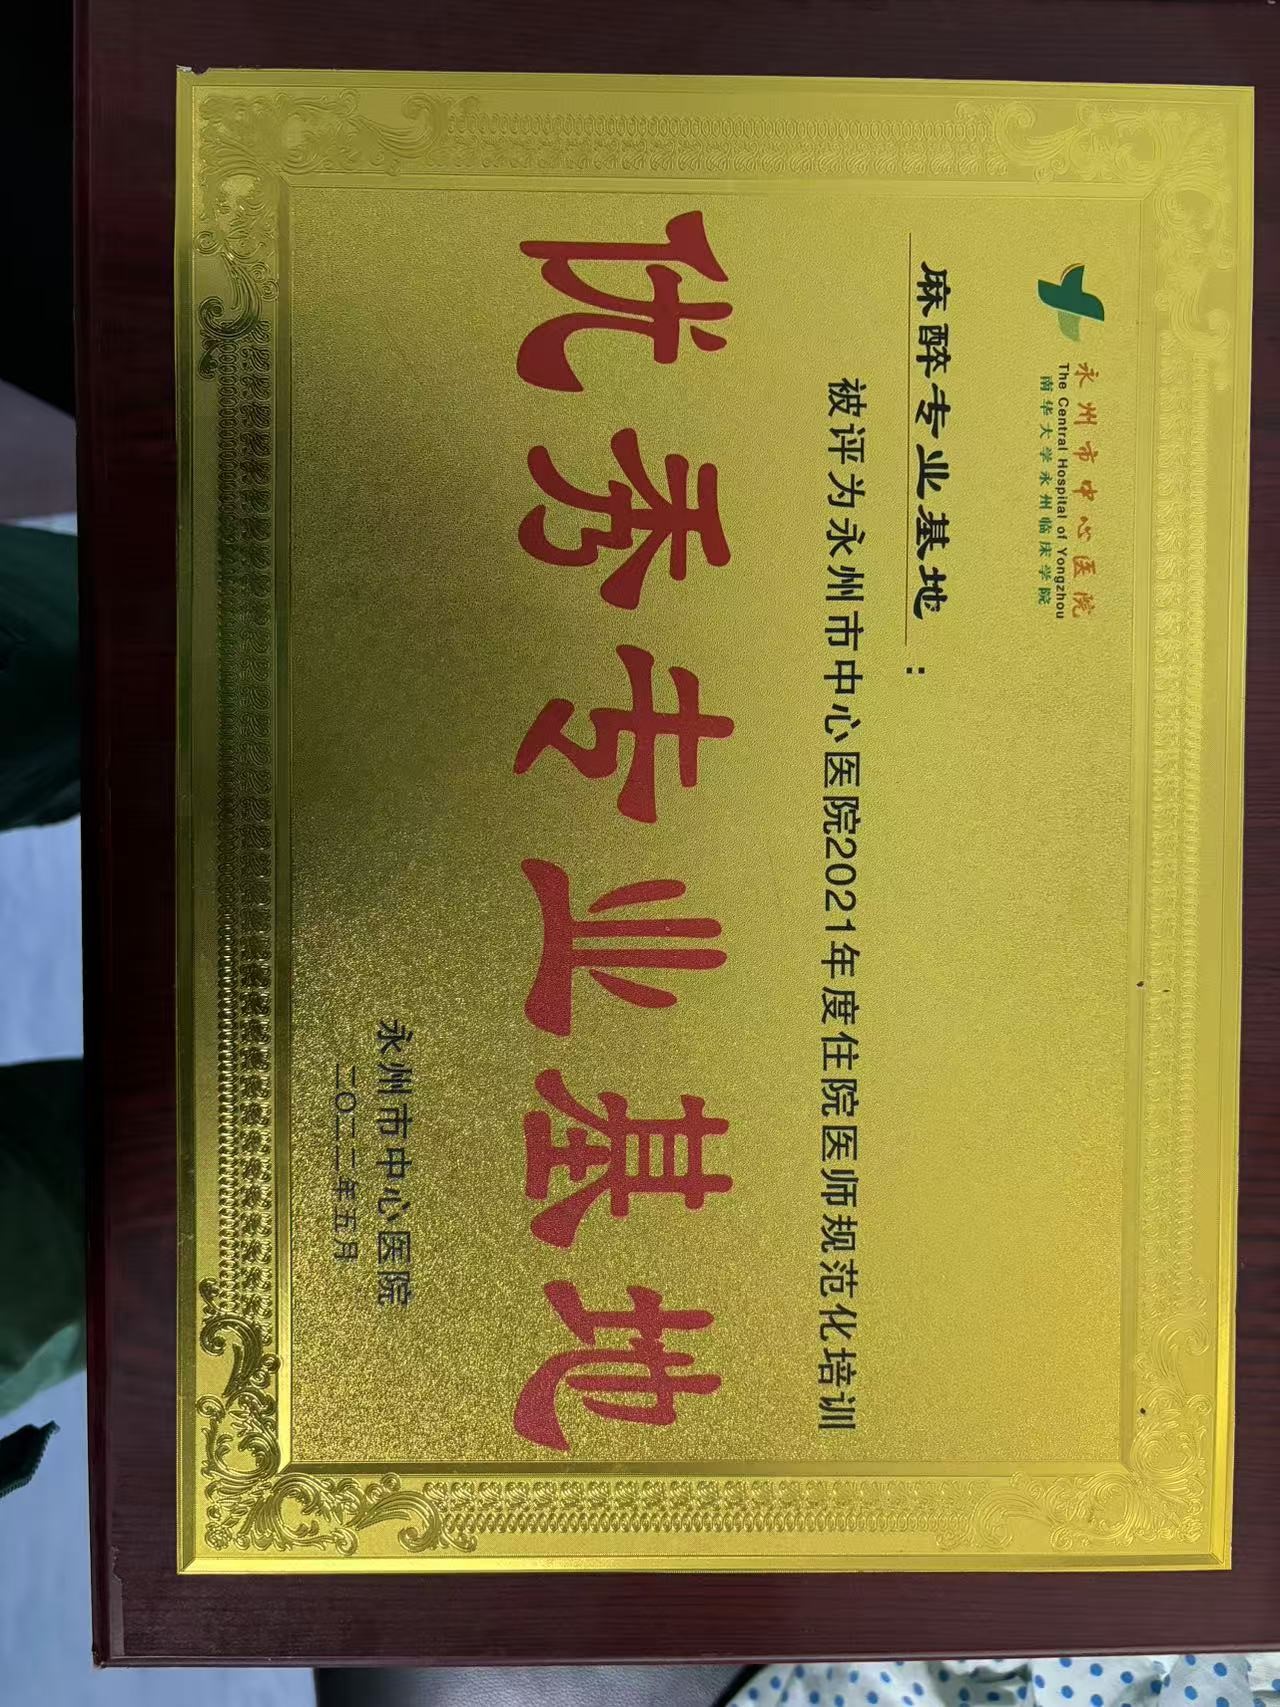 永州市中心医院
The Central Hospital of Yongzhou
南华大学永州临床学院
麻醉专业基地：
被评为永州市中心医院2021年度住院医师规范化培训
优秀专业基地
永州市中心医院
二〇二二年五月